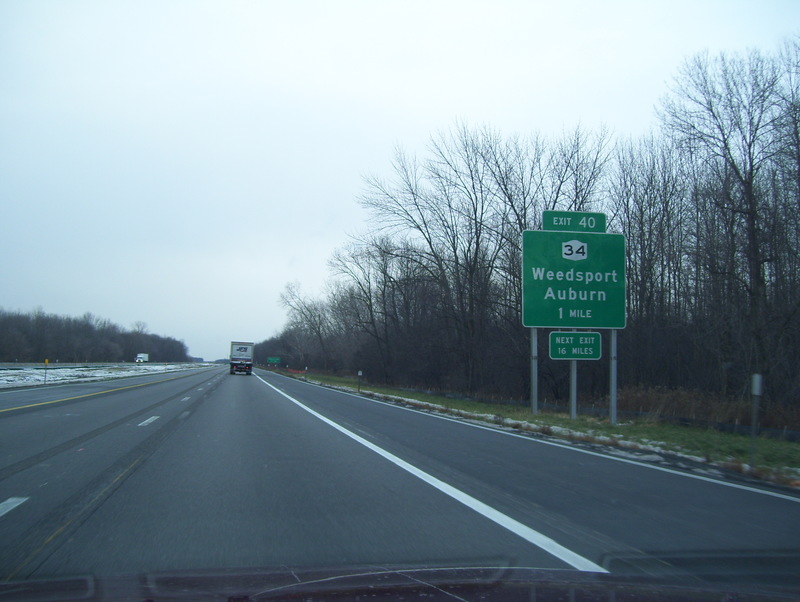 EXIT 40
34
Weedsport
Auburn
1 MILE
NEXT EXIT
16 MILES